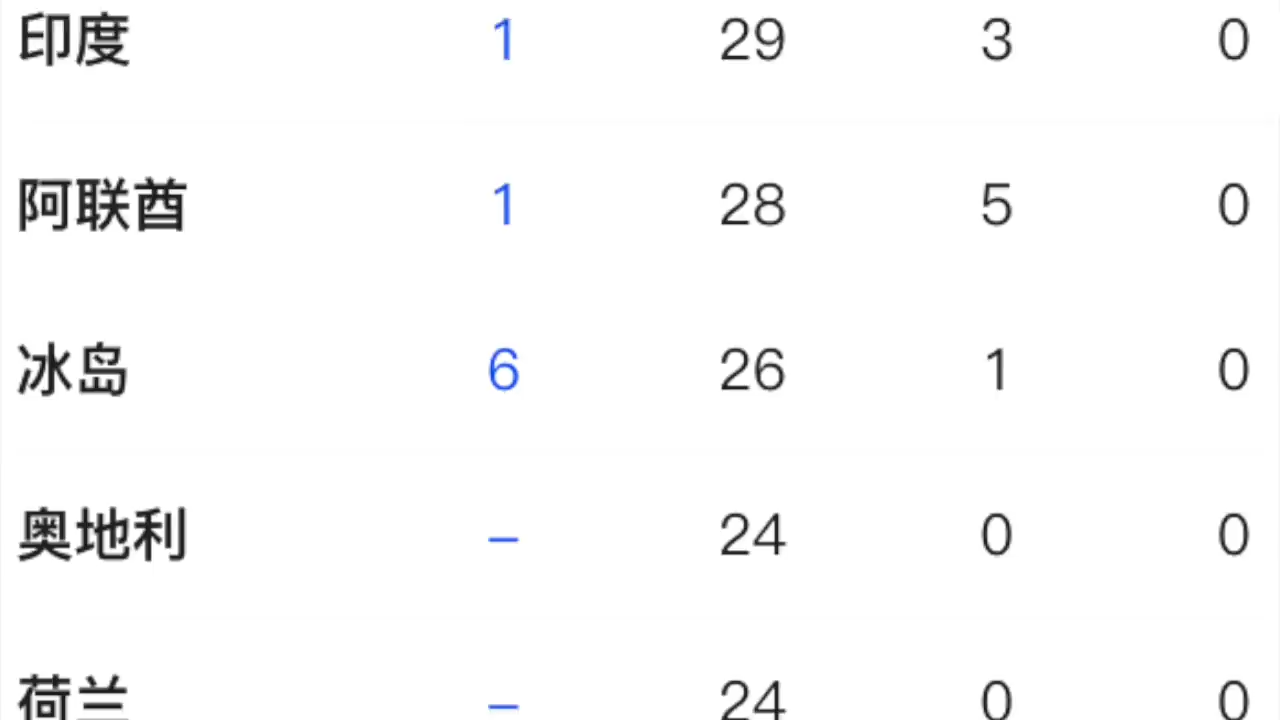 印度 1 29 3 0
阿联酋 1 28 5 0
冰岛 6 26 1 0
奥地利 – 24 0 0
荷兰 – 24 0 0